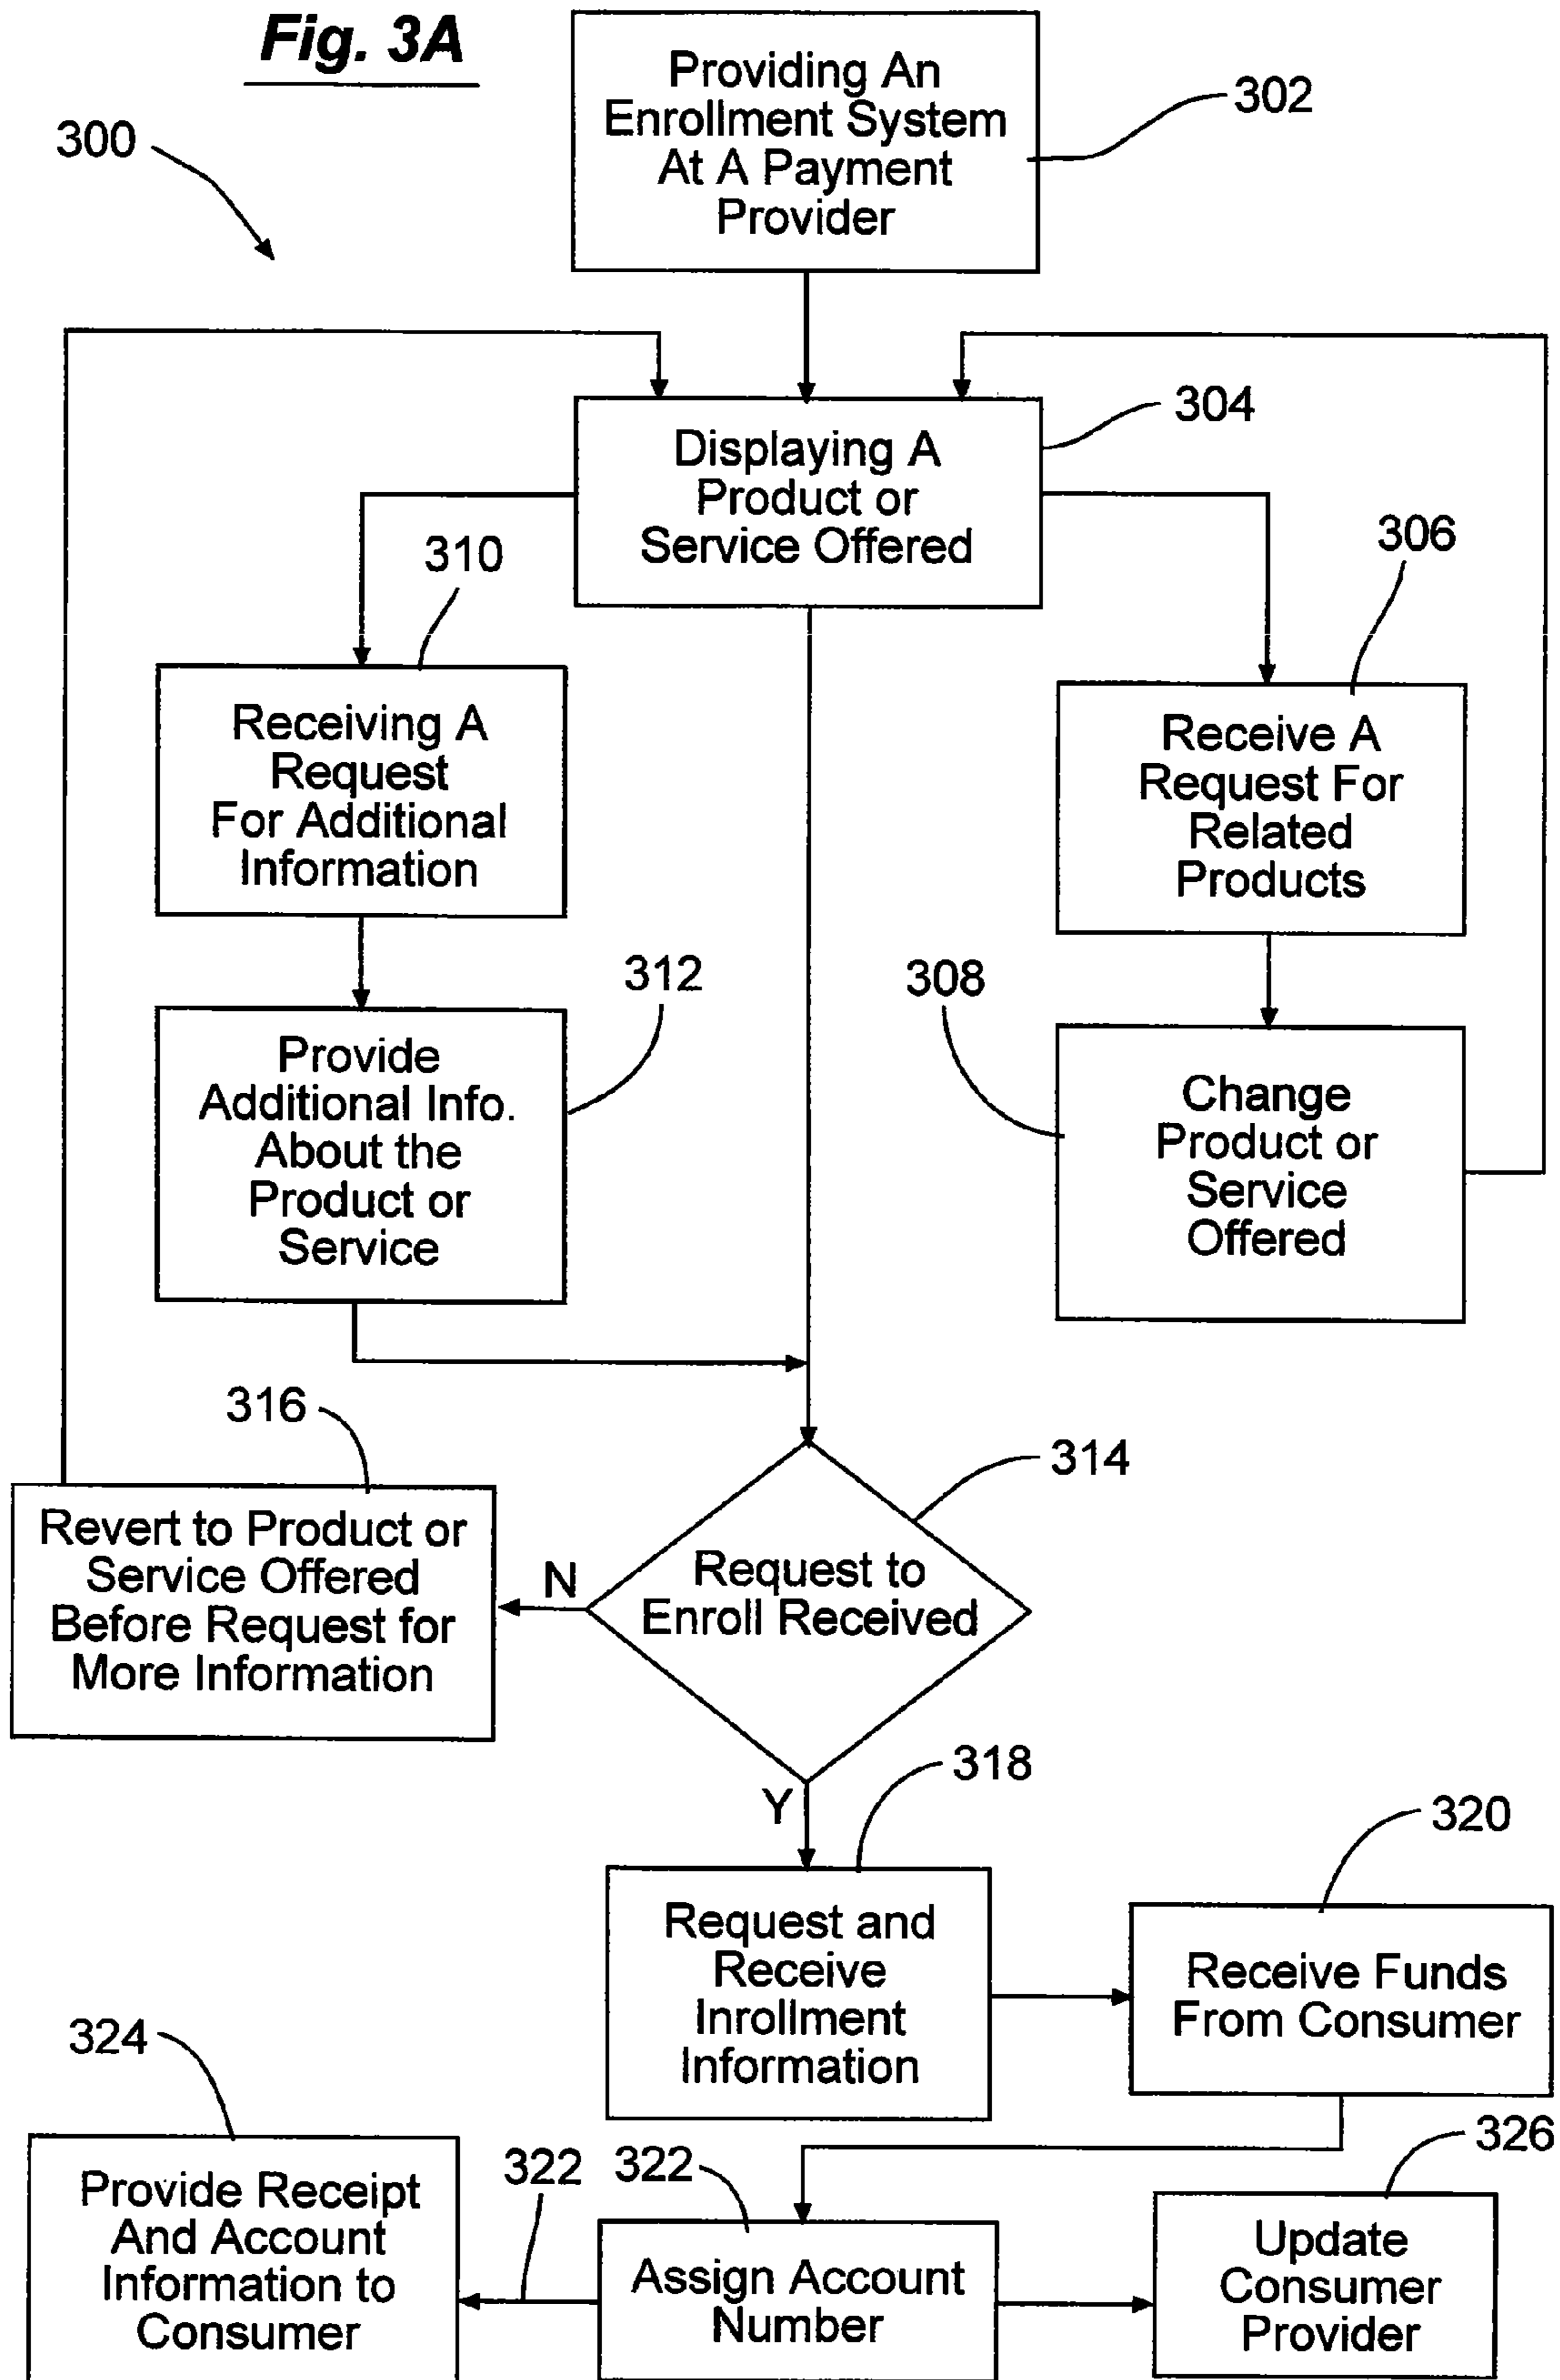 Fig. 3A
300
Providing An
Enrollment System
At A Payment
Provider
302
304
Displaying A
Product or
Service Offered
310
306
Receiving A
Request
For Additional
Information
Receive A
Request For
Related
Products
312
308
Provide
Additional Info.
About the
Product or
Service
Change
Product or
Service
Offered
316
314
Revert to Product or
Service Offered
Before Request for
More Information
N
Request to
Enroll Received
Y
318
320
Request and
Receive
Inrollment
Information
Receive Funds
From Consumer
324
322
322
326
Provide Receipt
And Account
Information to
Consumer
Assign Account
Number
Update
Consumer
Provider